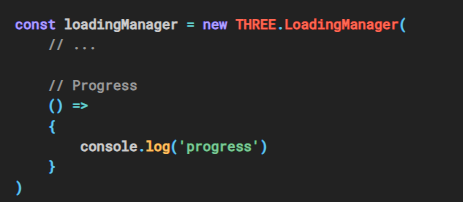 const loadingManager = new THREE.LoadingManager(
    // ...

    // Progress
    () =>
    {
        console.log('progress')
    }
)